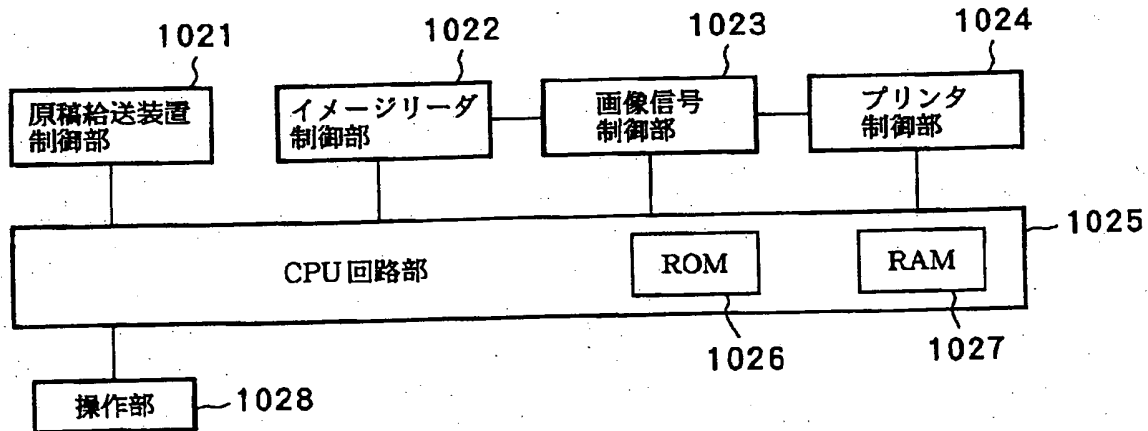 1021
1022
1023
1024
原稿給送装置
制御部
イメージリーダ
制御部
画像信号
制御部
プリンタ
制御部
1025
CPU回路部
ROM
RAM
1026
1027
操作部
1028